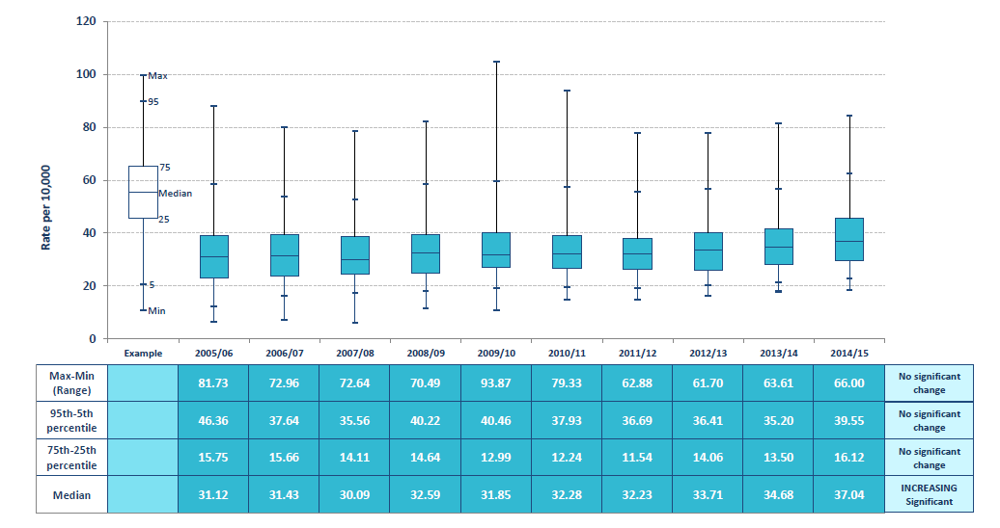 120
100
80
60
40
20
0
Rate per 10,000
Max
95
75
Median
25
5
Min
Example 2005/06 2006/07 2007/08 2008/09 2009/10 2010/11 2011/12 2012/13 2013/14 2014/15
Max-Min (Range) 81.73 72.96 72.64 70.49 93.87 79.33 62.88 61.70 63.61 66.00 No significant change
95th-5th percentile 46.36 37.64 35.56 40.22 40.46 37.93 36.69 36.41 35.20 39.55 No significant change
75th-25th percentile 15.75 15.66 14.11 14.64 12.99 12.24 11.54 14.06 13.50 16.12 No significant change
Median 31.12 31.43 30.09 32.59 31.85 32.28 32.23 33.71 34.68 37.04 INCREASING Significant